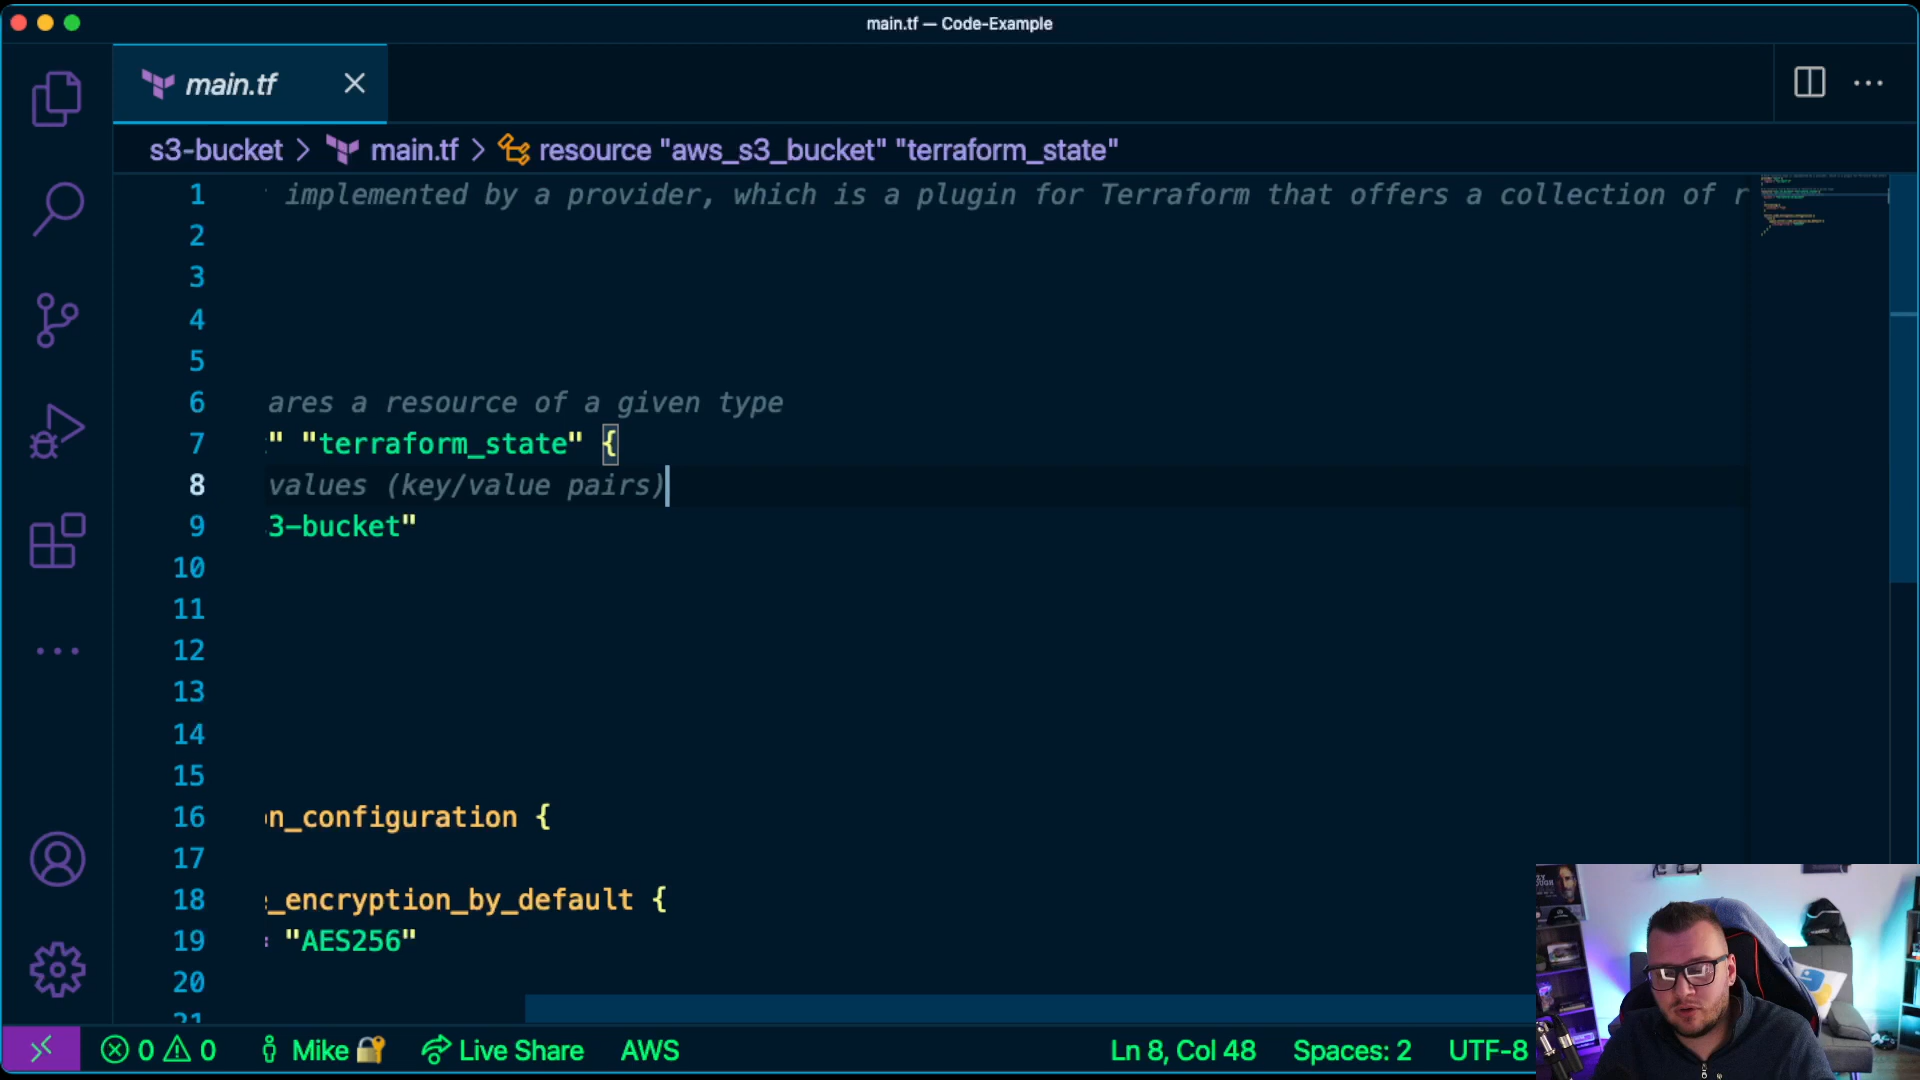 main.tf — Code-Example
main.tf
s3-bucket > main.tf > resource "aws_s3_bucket" "terraform_state"
1 implemented by a provider, which is a plugin for Terraform that offers a collection of r
2
3
4
5
6 ares a resource of a given type
7 " "terraform_state" {
8 values (key/value pairs)
9 3-bucket"
10
11
12
13
14
15
16 n_configuration {
17
18 _encryption_by_default {
19 "AES256"
20
21
0 0 Mike Live Share AWS Ln 8, Col 48 Spaces: 2 UTF-8